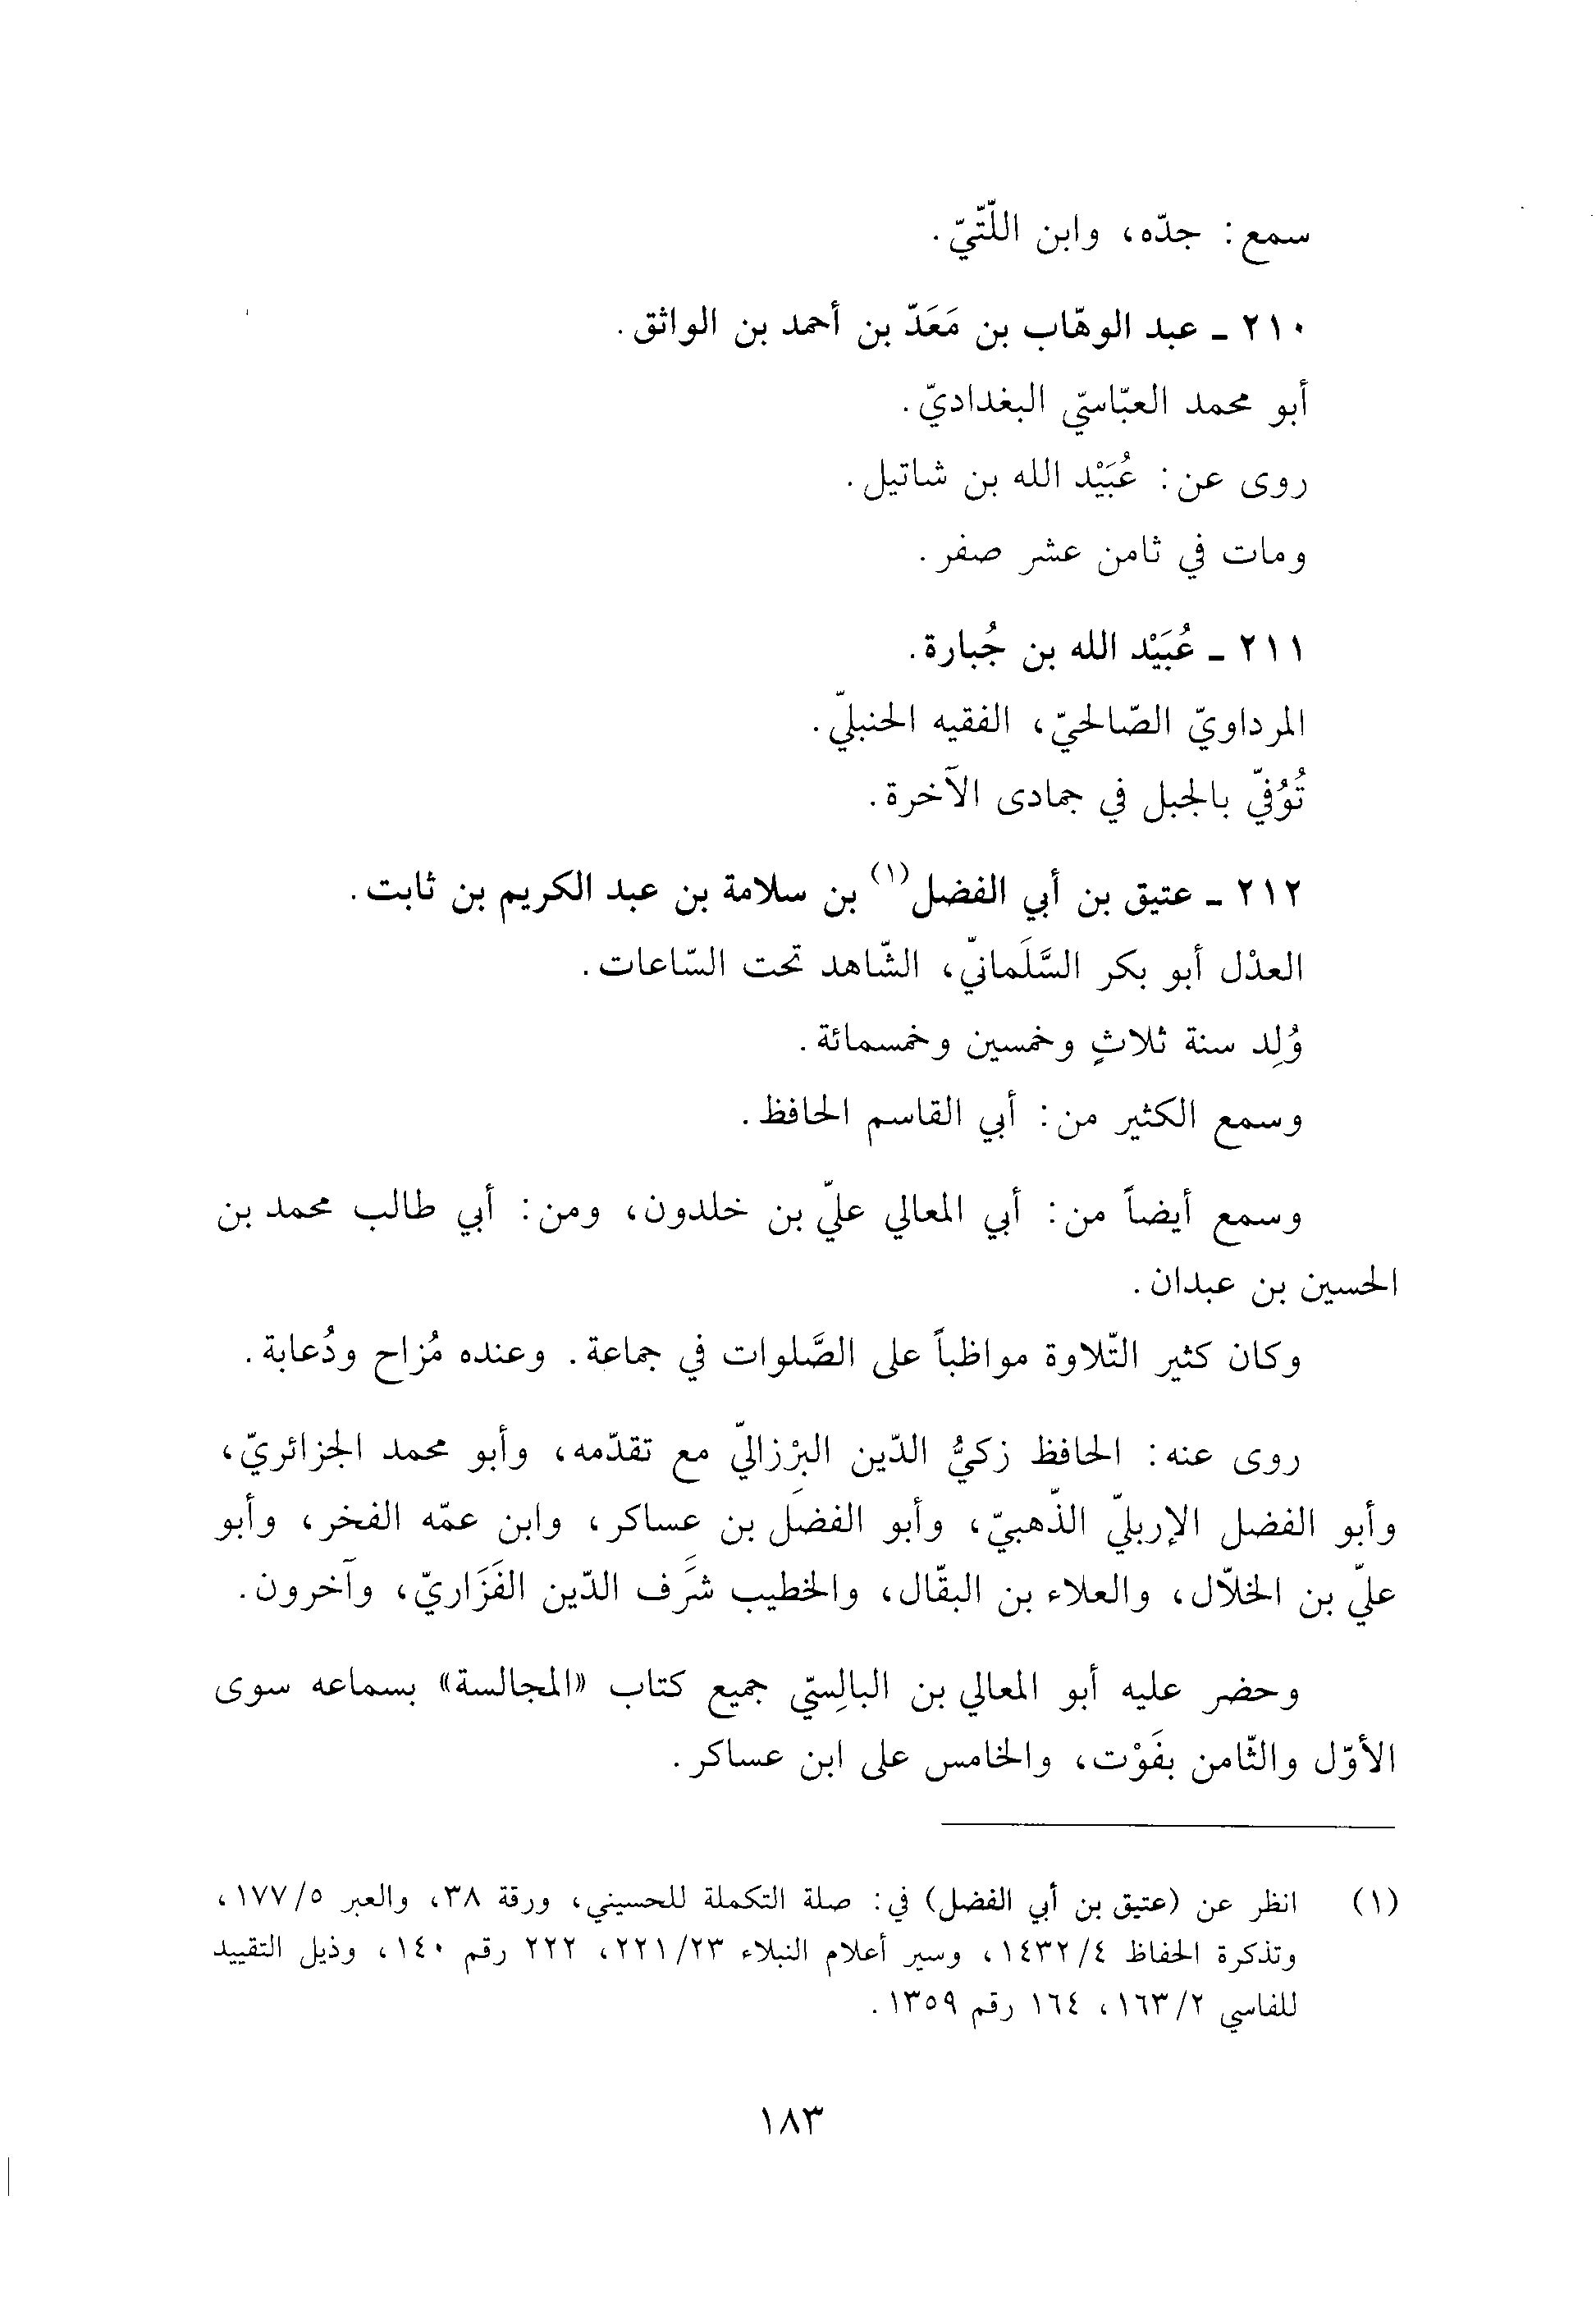 سمع: جدّه، وابن اللّتّيّ.
٢١٠ - عبد الوهّاب بن مَعَدّ بن أحمد بن الواثق.
أبو محمد العبّاسيّ البغداديّ.
روى عن: عُبَيْد الله بن شاتيل.
ومات في ثامن عشر صفر.
٢١١ - عُبَيْد الله بن جُبارة.
المرداويّ الصّالحيّ، الفقيه الحنبليّ.
تُوُفّي بالجبل في جمادى الآخرة.
٢١٢ - عتيق بن أبي الفضل(١) بن سلامة بن عبد الكريم بن ثابت.
العدْل أبو بكر السَّلَمانيّ، الشّاهد تحت السّاعات.
وُلِد سنة ثلاثٍ وخمسين وخمسمائة.
وسمع الكثير من: أبي القاسم الحافظ.
وسمع أيضاً من: أبي المعالي عليّ بن خلدون، ومن: أبي طالب محمد بن
الحسين بن عبدان.
وكان كثير التّلاوة مواظباً على الصَّلوات في جماعة. وعنده مُزاح ودُعابة.
روى عنه: الحافظ زكيُّ الدّين البرْزاليّ مع تقدّمه، وأبو محمد الجزائريّ،
وأبو الفضل الإربليّ الذّهبيّ، وأبو الفضل بن عساكر، وابن عمّه الفخر، وأبو
عليّ بن الخلّال، والعلاء بن البقّال، والخطيب شرَف الدّين الفَزَاريّ، وآخرون.
وحضر عليه أبو المعالي بن البالِسيّ جميع كتاب «المجالسة» بسماعه سوى
الأوّل والثّامن بفَوْت، والخامس على ابن عساكر.
(١) انظر عن (عتيق بن أبي الفضل) في: صلة التكملة للحسيني، ورقة ٣٨، والعبر ٥/١٧٧،
وتذكرة الحفاظ ٤/١٤٣٢، وسير أعلام النبلاء ٢٣/٢٢١، ٢٢٢ رقم ١٤٠، وذيل التقييد
للفاسي ٢/١٦٣، ١٦٤ رقم ١٣٥٩.
١٨٣